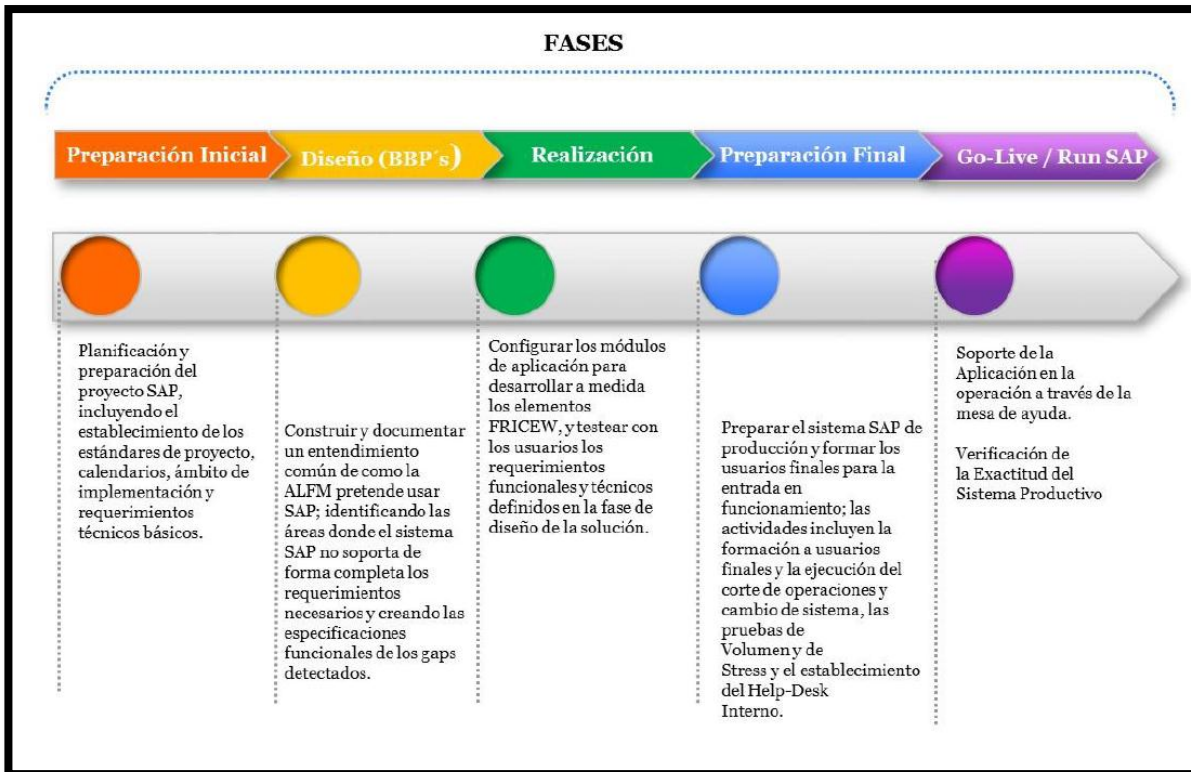 FASES
Preparación Inicial
Diseño (BBP´s)
Realización
Preparación Final
Go-Live / Run SAP
Planificación y
preparación del
proyecto SAP,
incluyendo el
establecimiento de los
estándares de proyecto,
calendarios, ámbito de
implementación y
requerimientos
técnicos básicos.
Construir y documentar
un entendimiento
común de como la
ALFM pretende usar
SAP; identificando las
áreas donde el sistema
SAP no soporta de
forma completa los
requerimientos
necesarios y creando las
especificaciones
funcionales de los gaps
detectados.
Configurar los módulos
de aplicación para
desarrollar a medida
los elementos
FRICEW, y testear con
los usuarios los
requerimientos
funcionales y técnicos
definidos en la fase de
diseño de la solución.
Preparar el sistema SAP de
producción y formar los
usuarios finales para la
entrada en
funcionamiento; las
actividades incluyen la
formación a usuarios
finales y la ejecución del
corte de operaciones y
cambio de sistema, las
pruebas de
Volumen y de
Stress y el establecimiento
del Help-Desk
Interno.
Soporte de la
Aplicación en la
operación a través de la
mesa de ayuda.
Verificación de
la Exactitud del
Sistema Productivo